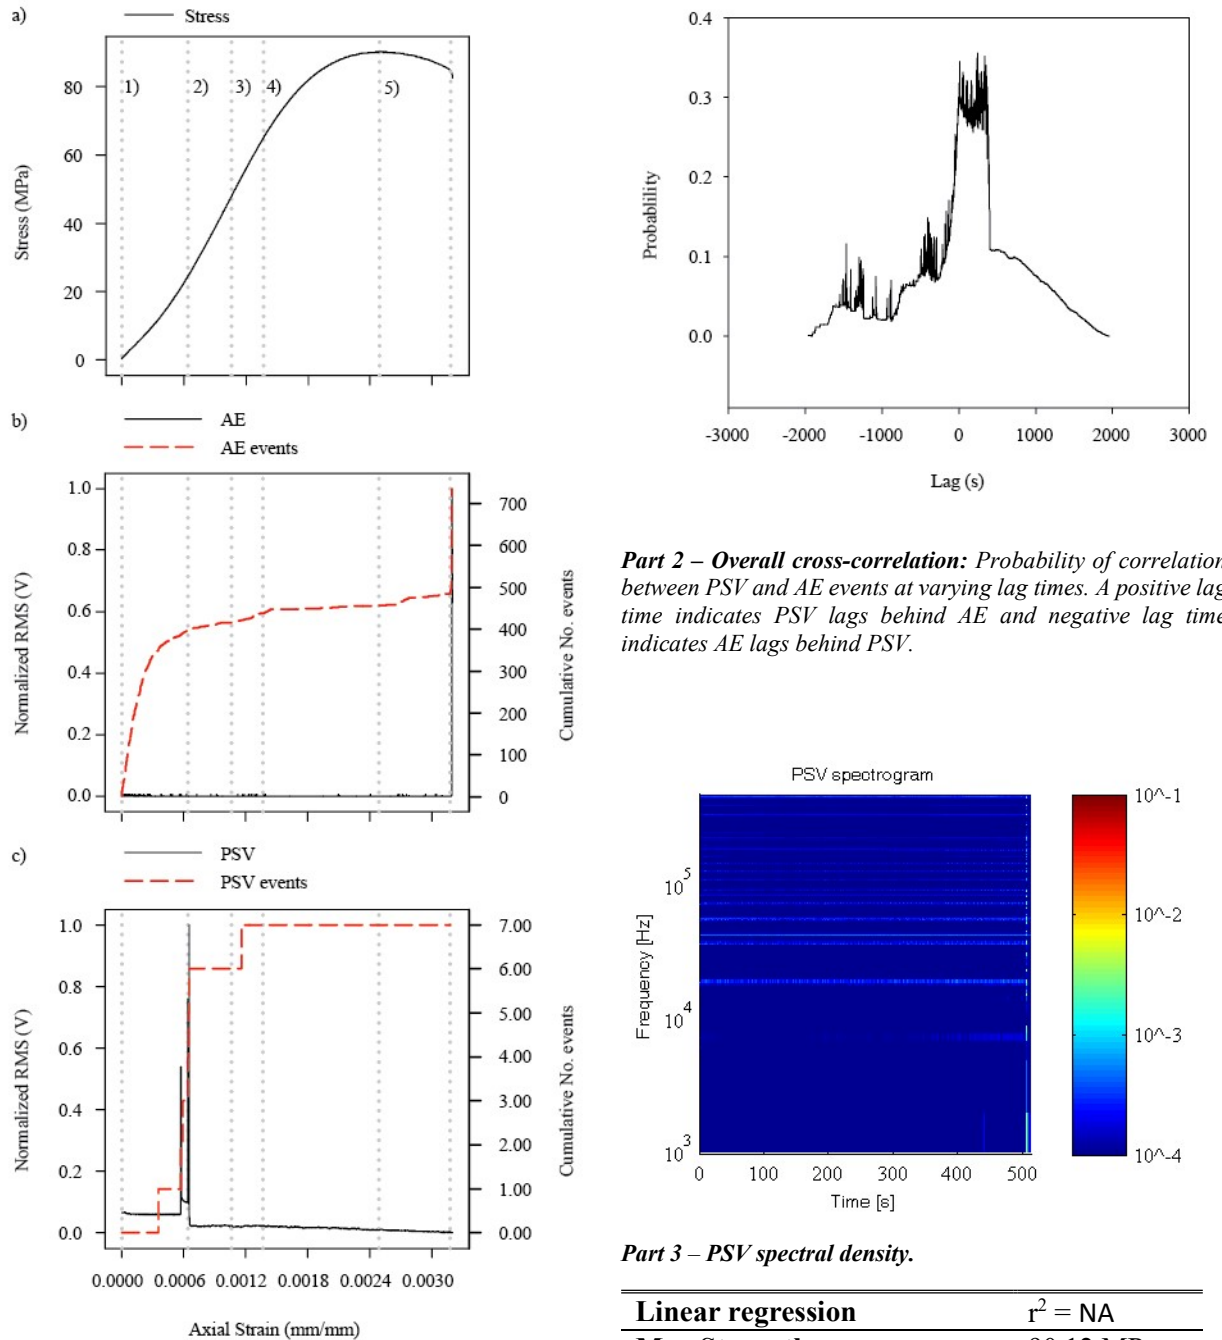 a)
Stress
1)
2)
3)
4)
5)
80
60
40
20
0
Stress (MPa)
b)
AE
AE events
1.0
0.8
0.6
0.4
0.2
0.0
Normalized RMS (V)
700
600
500
400
300
200
100
0
Cumulative No. events
c)
PSV
PSV events
1.0
0.8
0.6
0.4
0.2
0.0
Normalized RMS (V)
7.00
6.00
5.00
4.00
3.00
2.00
1.00
0.00
Cumulative No. events
0.0000 0.0006 0.0012 0.0018 0.0024 0.0030
Axial Strain (mm/mm)
0.4
0.3
0.2
0.1
0.0
Probablility
-3000 -2000 -1000 0 1000 2000 3000
Lag (s)
Part 2 – Overall cross-correlation: Probability of correlation
between PSV and AE events at varying lag times. A positive lag
time indicates PSV lags behind AE and negative lag time
indicates AE lags behind PSV.
PSV spectrogram
10^5
10^4
10^3
Frequency [Hz]
0 100 200 300 400 500
Time [s]
10^-1
10^-2
10^-3
10^-4
Part 3 – PSV spectral density.
Linear regression r² = NA